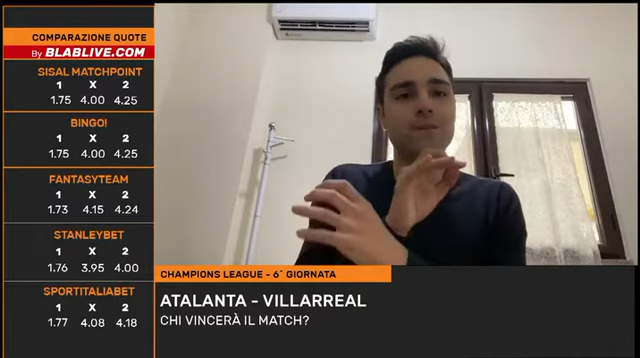 COMPARAZIONE QUOTE
By BLABLIVE.COM
SISAL MATCHPOINT
1 X 2
1.75 4.00 4.25
BINGO!
1 X 2
1.75 4.00 4.25
FANTASYTEAM
1 X 2
1.73 4.15 4.24
STANLEYBET
1 X 2
1.76 3.95 4.00
SPORTITALIABET
1 X 2
1.77 4.08 4.18
CHAMPIONS LEAGUE - 6ˆ GIORNATA
ATALANTA - VILLARREAL
CHI VINCERÀ IL MATCH?